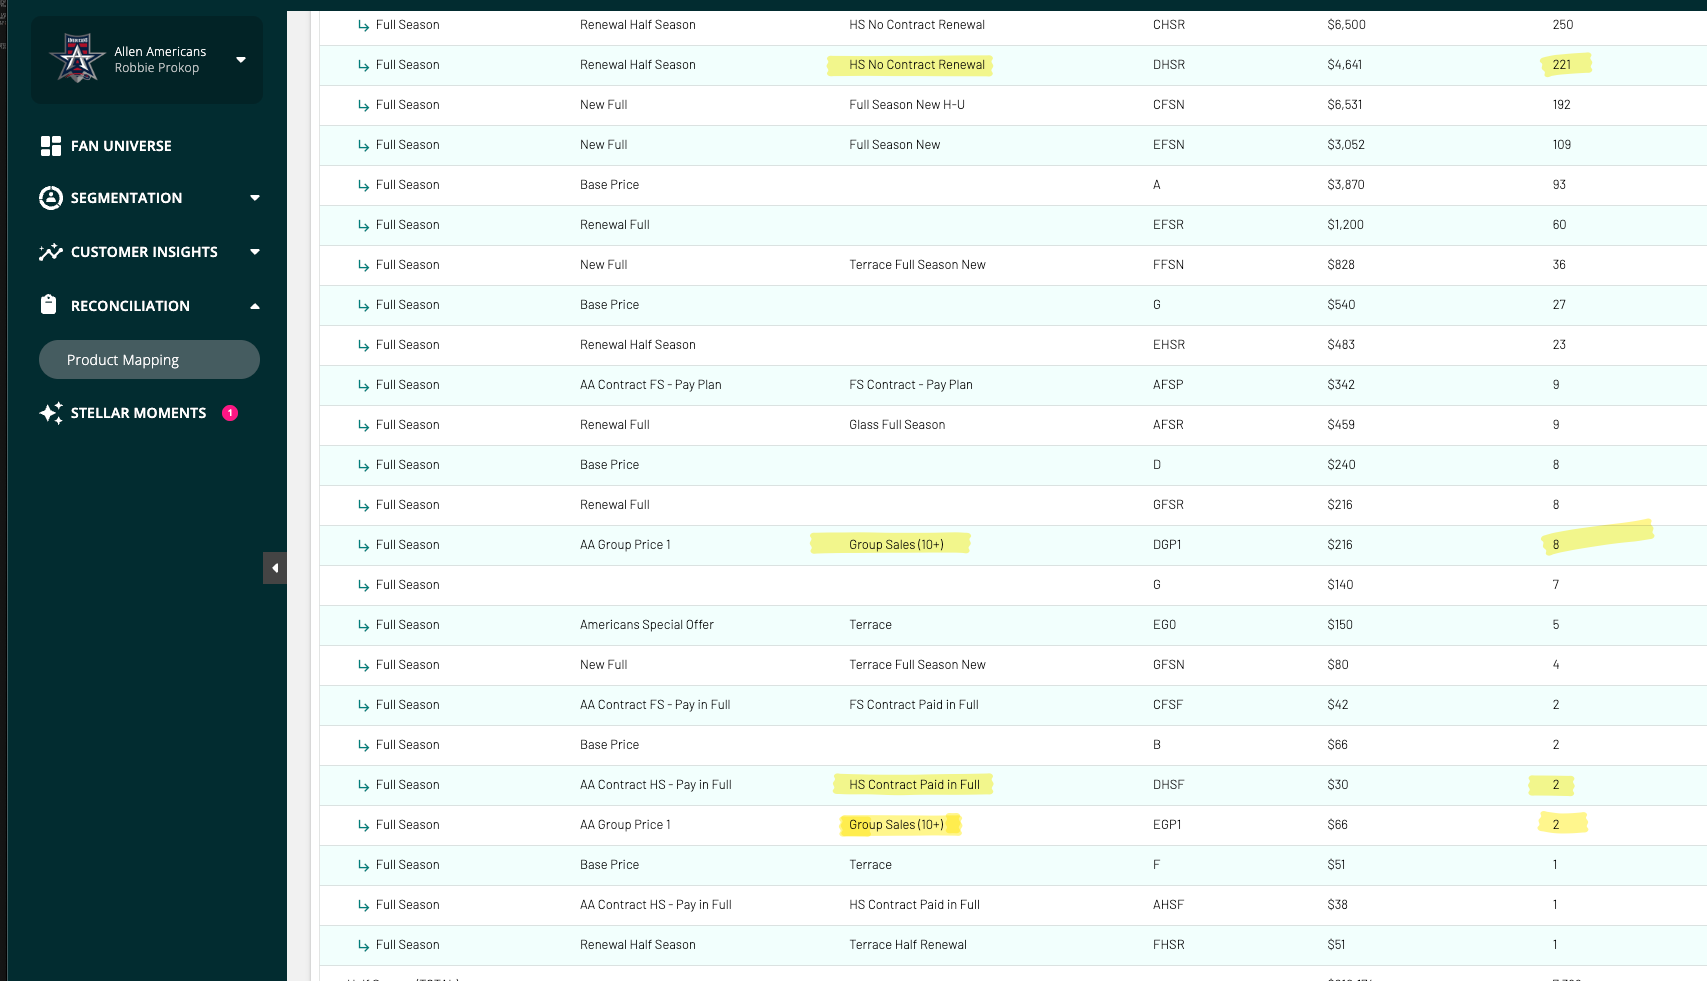 Allen Americans
Robbie Prokop
FAN UNIVERSE
SEGMENTATION
CUSTOMER INSIGHTS
RECONCILIATION
Product Mapping
STELLAR MOMENTS 1
Full Season Renewal Half Season HS No Contract Renewal CHSR $6,500 250
Full Season Renewal Half Season HS No Contract Renewal DHSR $4,641 221
Full Season New Full Full Season New H-U CFSN $6,531 192
Full Season New Full Full Season New EFSN $3,052 109
Full Season Base Price A $3,870 93
Full Season Renewal Full EFSR $1,200 60
Full Season New Full Terrace Full Season New FFSN $828 36
Full Season Base Price G $540 27
Full Season Renewal Half Season EHSR $483 23
Full Season AA Contract FS - Pay Plan FS Contract - Pay Plan AFSP $342 9
Full Season Renewal Full Glass Full Season AFSR $459 9
Full Season Base Price D $240 8
Full Season Renewal Full GFSR $216 8
Full Season AA Group Price 1 Group Sales (10+) DGP1 $216 8
Full Season G $140 7
Full Season Americans Special Offer Terrace EGO $150 5
Full Season New Full Terrace Full Season New GFSN $80 4
Full Season AA Contract FS - Pay in Full FS Contract Paid in Full CFSF $42 2
Full Season Base Price B $66 2
Full Season AA Contract HS - Pay in Full HS Contract Paid in Full DHSF $30 2
Full Season AA Group Price 1 Group Sales (10+) EGP1 $66 2
Full Season Base Price Terrace F $51 1
Full Season AA Contract HS - Pay in Full HS Contract Paid in Full AHSF $38 1
Full Season Renewal Half Season Terrace Half Renewal FHSR $51 1